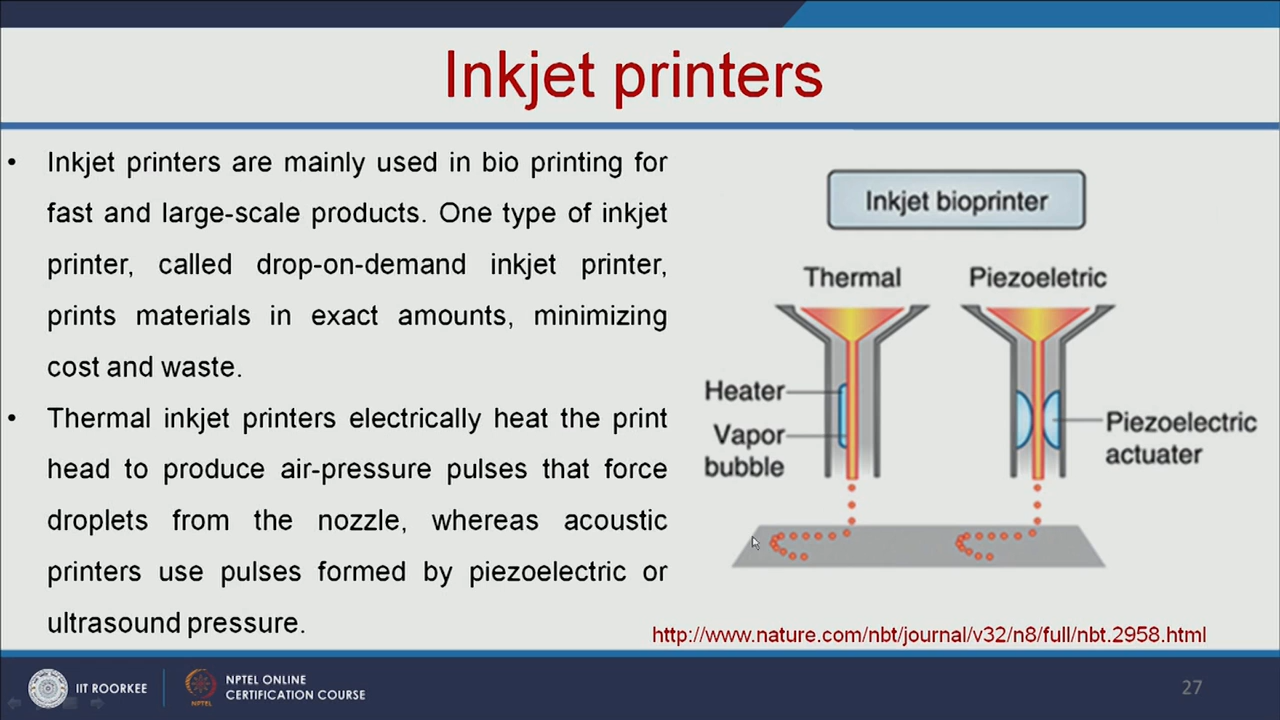 Inkjet printers
• Inkjet printers are mainly used in bio printing for
fast and large-scale products. One type of inkjet
printer, called drop-on-demand inkjet printer,
prints materials in exact amounts, minimizing
cost and waste.
• Thermal inkjet printers electrically heat the print
head to produce air-pressure pulses that force
droplets from the nozzle, whereas acoustic
printers use pulses formed by piezoelectric or
ultrasound pressure.
Inkjet bioprinter
Thermal
Piezoeletric
Heater
Vapor
bubble
Piezoelectric
actuater
http://www.nature.com/nbt/journal/v32/n8/full/nbt.2958.html
IIT ROORKEE
NPTEL
NPTEL ONLINE
CERTIFICATION COURSE
27